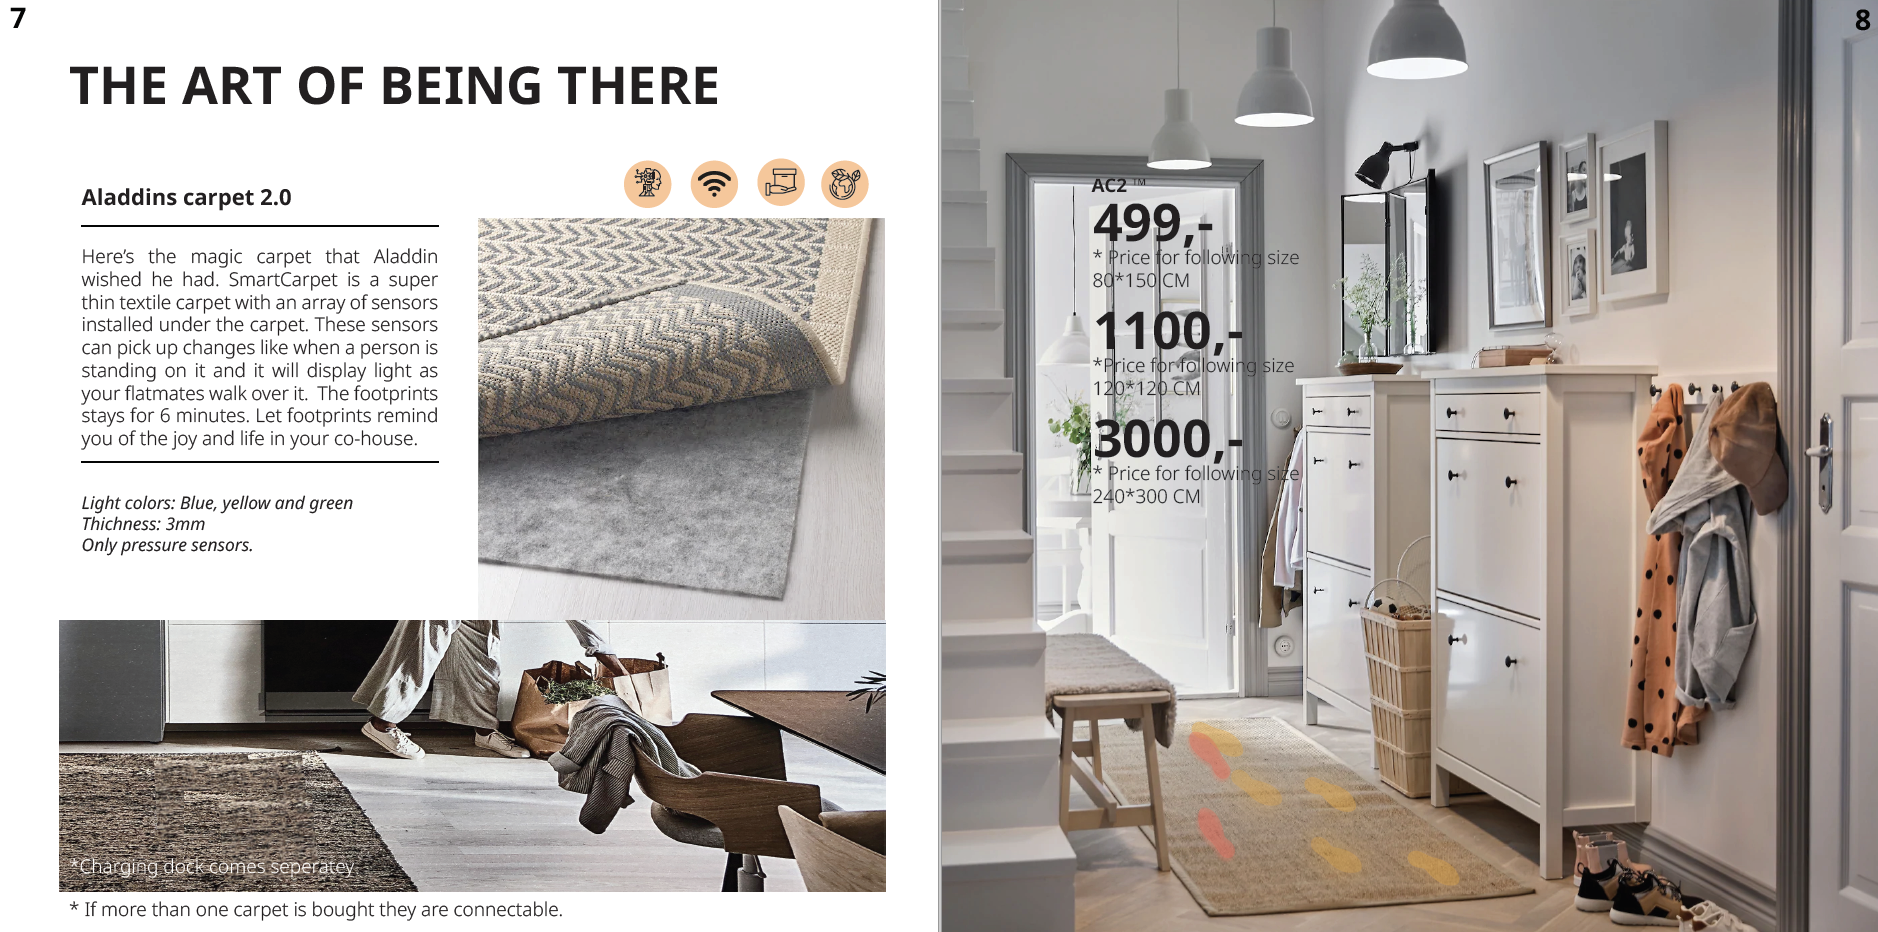 7
THE ART OF BEING THERE
Aladdins carpet 2.0
Here's the magic carpet that Aladdin
wished he had. SmartCarpet is a super
thin textile carpet with an array of sensors
installed under the carpet. These sensors
can pick up changes like when a person is
standing on it and it will display light as
your flatmates walk over it. The footprints
stays for 6 minutes. Let footprints remind
you of the joy and life in your co-house.
Light colors: Blue, yellow and green
Thichness: 3mm
Only pressure sensors.
*Charging dock comes seperatey.
* If more than one carpet is bought they are connectable.
8
AC2 ™
499,-
* Price for following size
80*150 CM
1100,-
*Price for following size
120*120 CM
3000,-
* Price for following size
240*300 CM